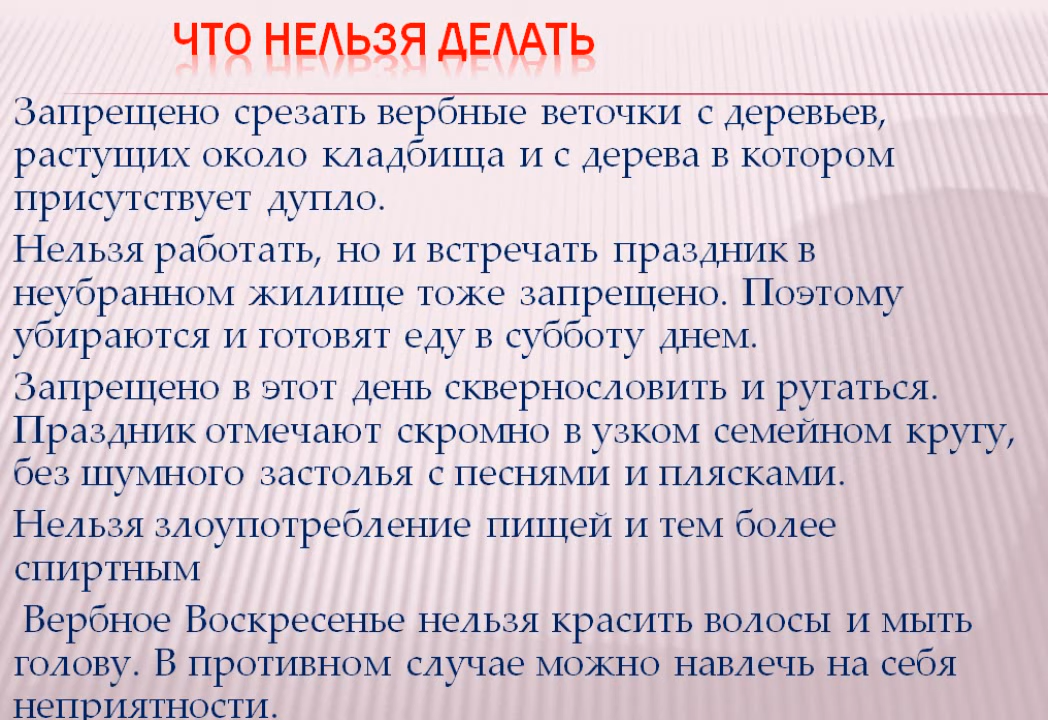 ЧТО НЕЛЬЗЯ ДЕЛАТЬ
Запрещено срезать вербные веточки с деревьев,
растущих около кладбища и с дерева в котором
присутствует дупло.
Нельзя работать, но и встречать праздник в
неубранном жилище тоже запрещено. Поэтому
убираются и готовят еду в субботу днем.
Запрещено в этот день сквернословить и ругаться.
Праздник отмечают скромно в узком семейном кругу,
без шумного застолья с песнями и плясками.
Нельзя злоупотребление пищей и тем более
спиртным
Вербное Воскресенье нельзя красить волосы и мыть
голову. В противном случае можно навлечь на себя
неприятности.